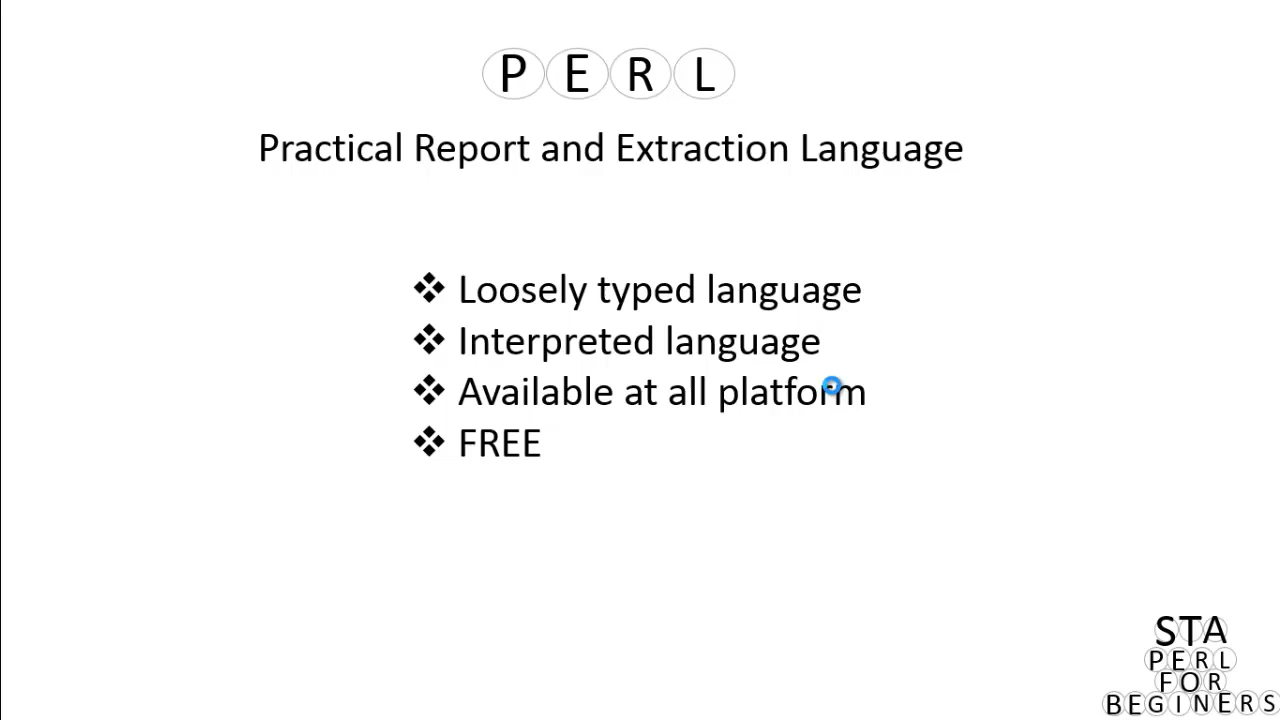 PERL
Practical Report and Extraction Language
❖ Loosely typed language
❖ Interpreted language
❖ Available at all platform
❖ FREE
STA
PERL
FOR
BEGINERS